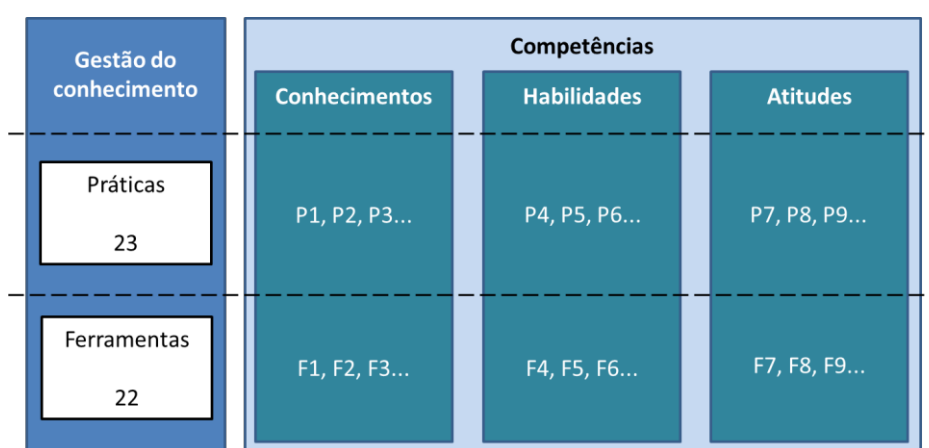 Gestão do
conhecimento
Competências
Conhecimentos
Habilidades
Atitudes
Práticas
23
P1, P2, P3...
P4, P5, P6...
P7, P8, P9...
Ferramentas
22
F1, F2, F3...
F4, F5, F6...
F7, F8, F9...